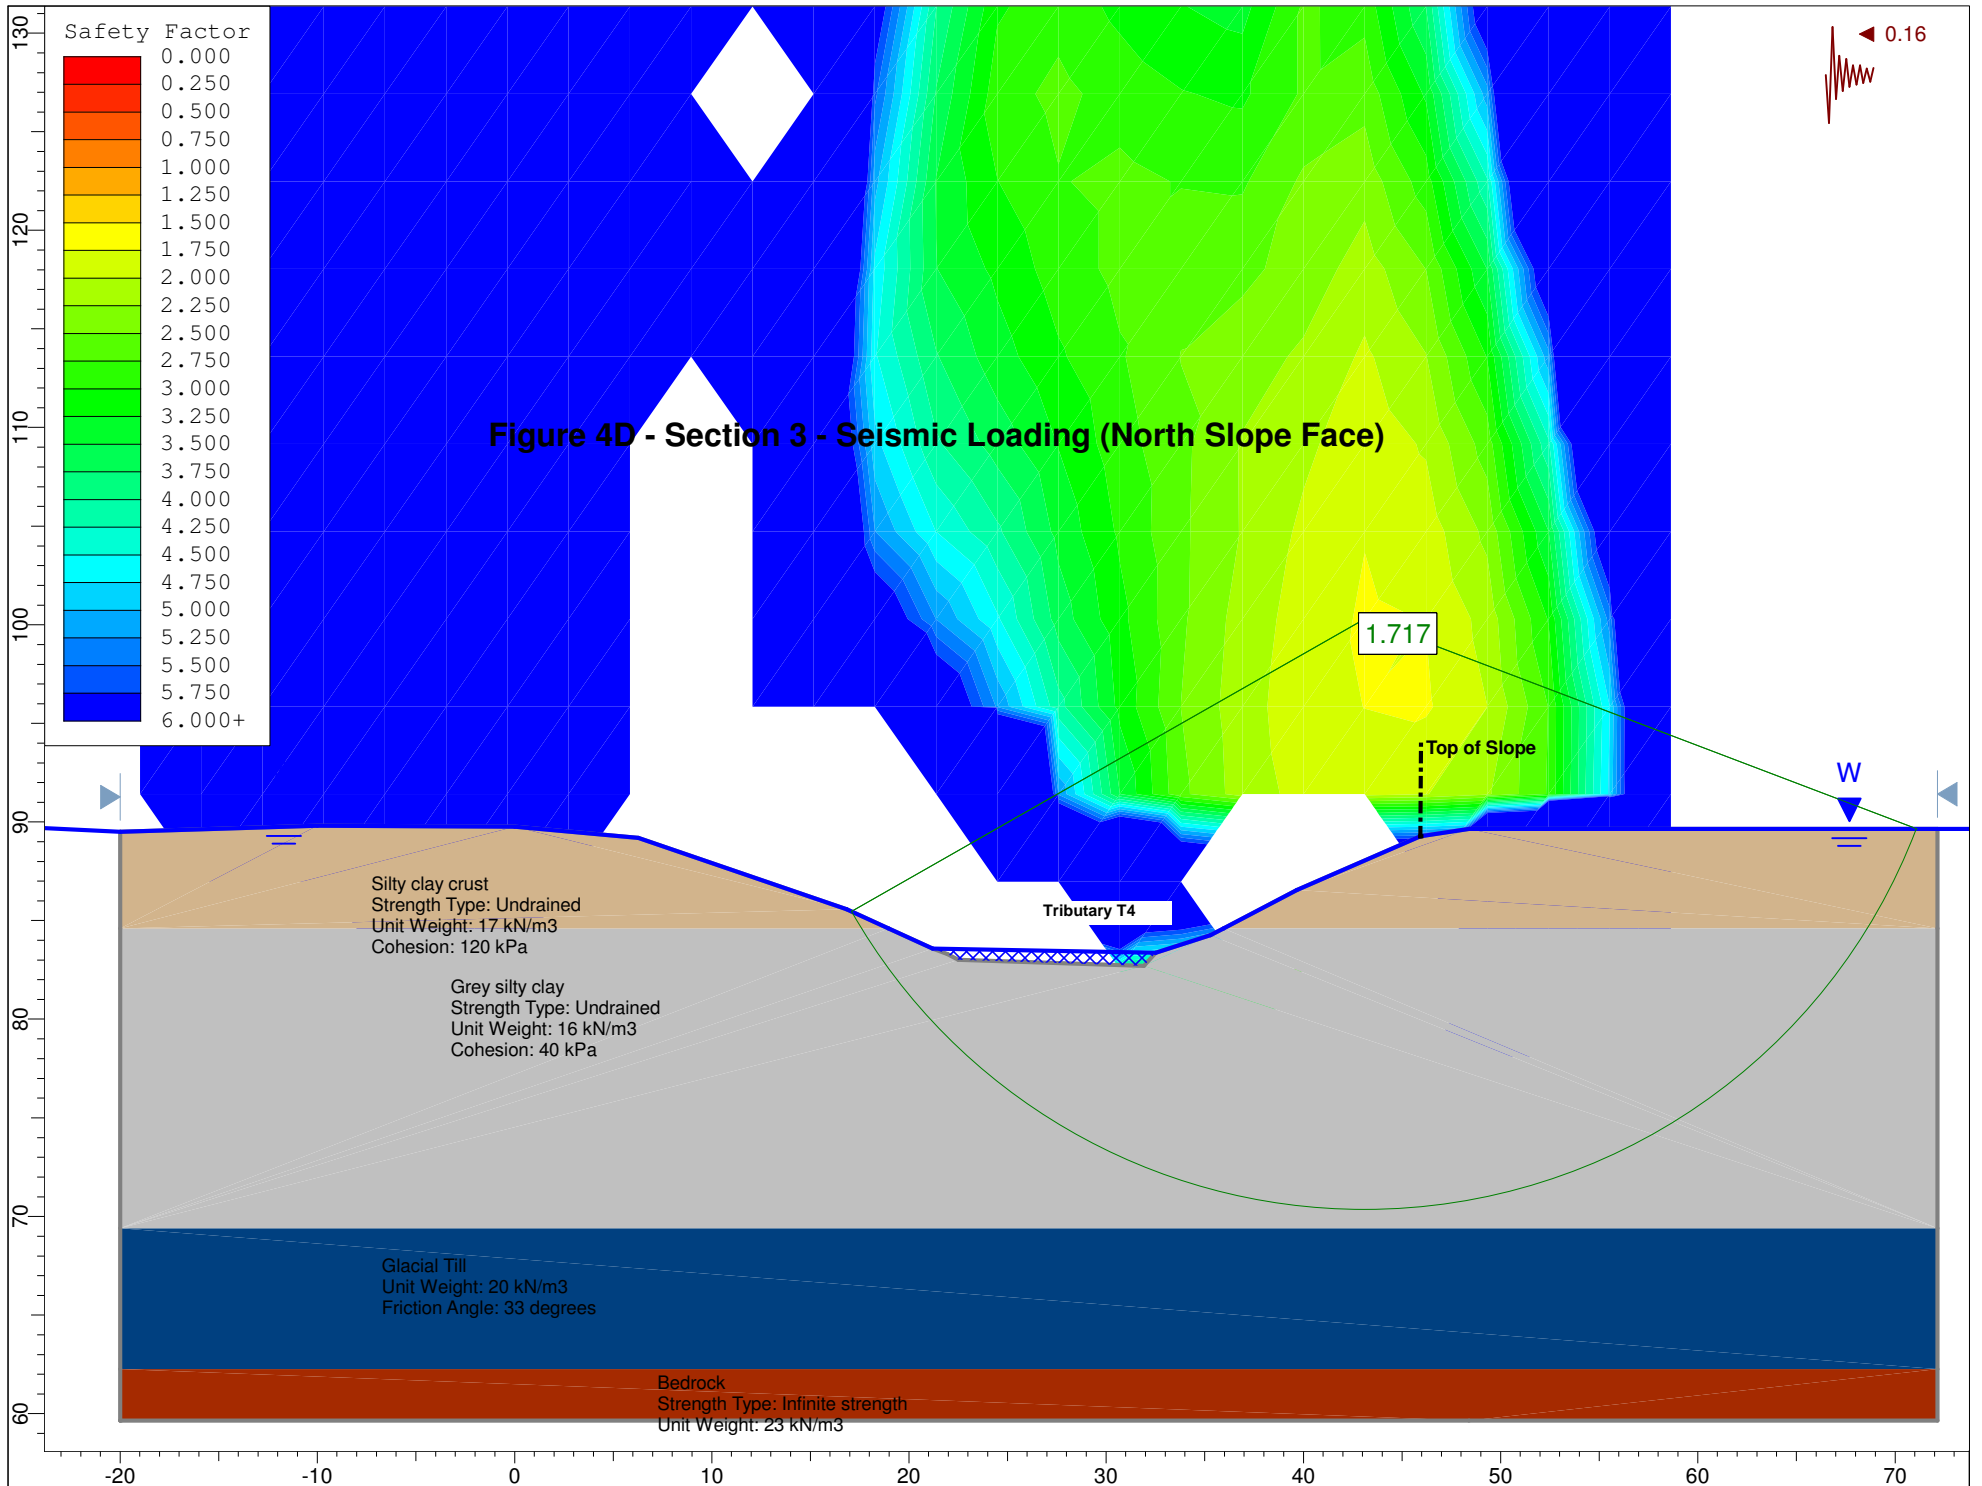 Safety Factor
0.000
0.250
0.500
0.750
1.000
1.250
1.500
1.750
2.000
2.250
2.500
2.750
3.000
3.250
3.500
3.750
4.000
4.250
4.500
4.750
5.000
5.250
5.500
5.750
6.000+
0.16
Figure 4D - Section 3 - Seismic Loading (North Slope Face)
1.717
Top of Slope
W
Tributary T4
Silty clay crust
Strength Type: Undrained
Unit Weight: 17 kN/m3
Cohesion: 120 kPa
Grey silty clay
Strength Type: Undrained
Unit Weight: 16 kN/m3
Cohesion: 40 kPa
Glacial Till
Unit Weight: 20 kN/m3
Friction Angle: 33 degrees
Bedrock
Strength Type: Infinite strength
Unit Weight: 23 kN/m3
130
120
110
100
90
80
70
60
-20 -10 0 10 20 30 40 50 60 70